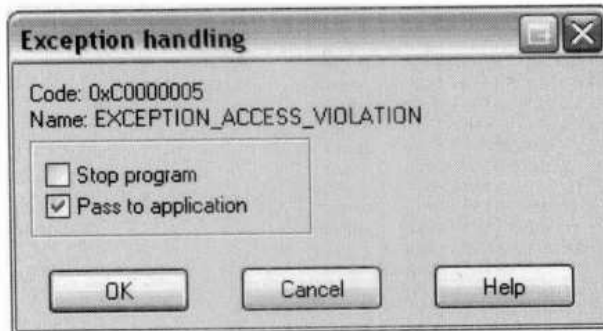 Exception handling
Code: 0xC0000005
Name: EXCEPTION_ACCESS_VIOLATION
Stop program
Pass to application
OK
Cancel
Help